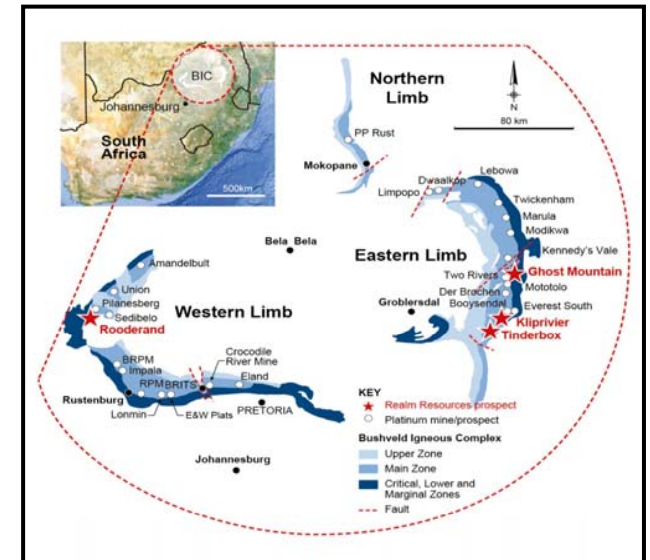 BIC
Johannesburg
South
Africa
500km
Northern
Limb
N
80 km
PP Rust
Mokopane
Lebowa
Dwaalkop
Limpopo
Twickenham
Marula
Modikwa
Kennedy's Vale
Bela Bela
Eastern Limb
Ghost Mountain
Two Rivers
Mototolo
Der Brochen
Booysendal
Everest South
Groblersdal
Kliprivier
Tinderbox
Amandelbult
Union
Pilanesberg
Sedibelo
Rooderand
Western Limb
BRPM
Impala
Crocodile
River Mine
RPM
BRITS
Eland
Rustenburg
Lonmin
E&W Plats
PRETORIA
Johannesburg
KEY
Realm Resources prospect
Platinum mine/prospect
Bushveld Igneous Complex
Upper Zone
Main Zone
Critical, Lower and
Marginal Zones
Fault